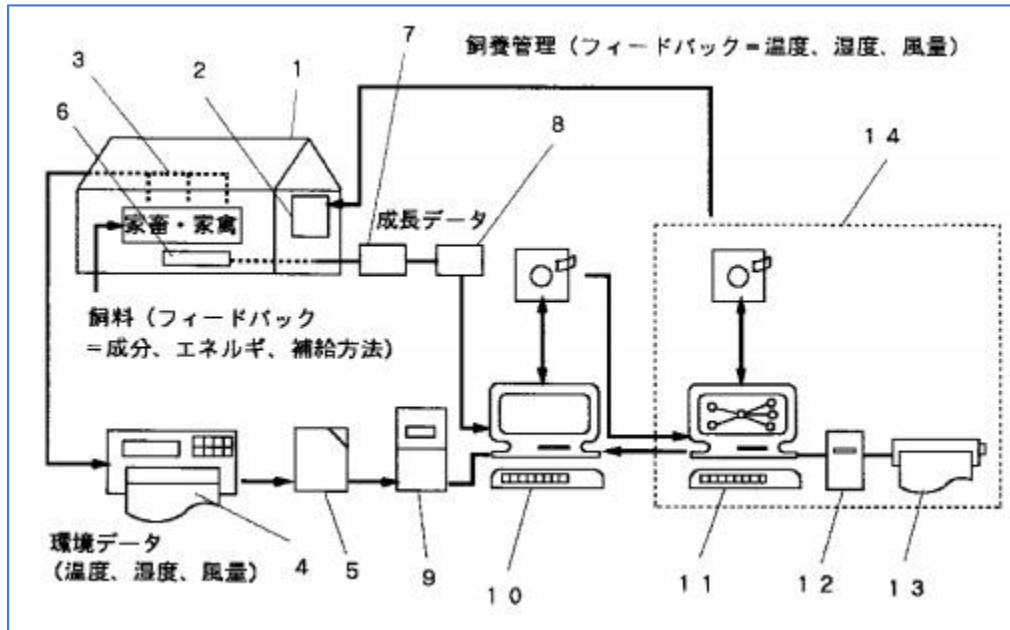 7
飼養管理(フィードバック=温度、湿度、風量)
3
2
1
6
8
14
家畜・家禽
成長データ
飼料(フィードバック
=成分、エネルギ、補給方法)
環境データ
(温度、湿度、風量)
4
5
9
10
11
12
13